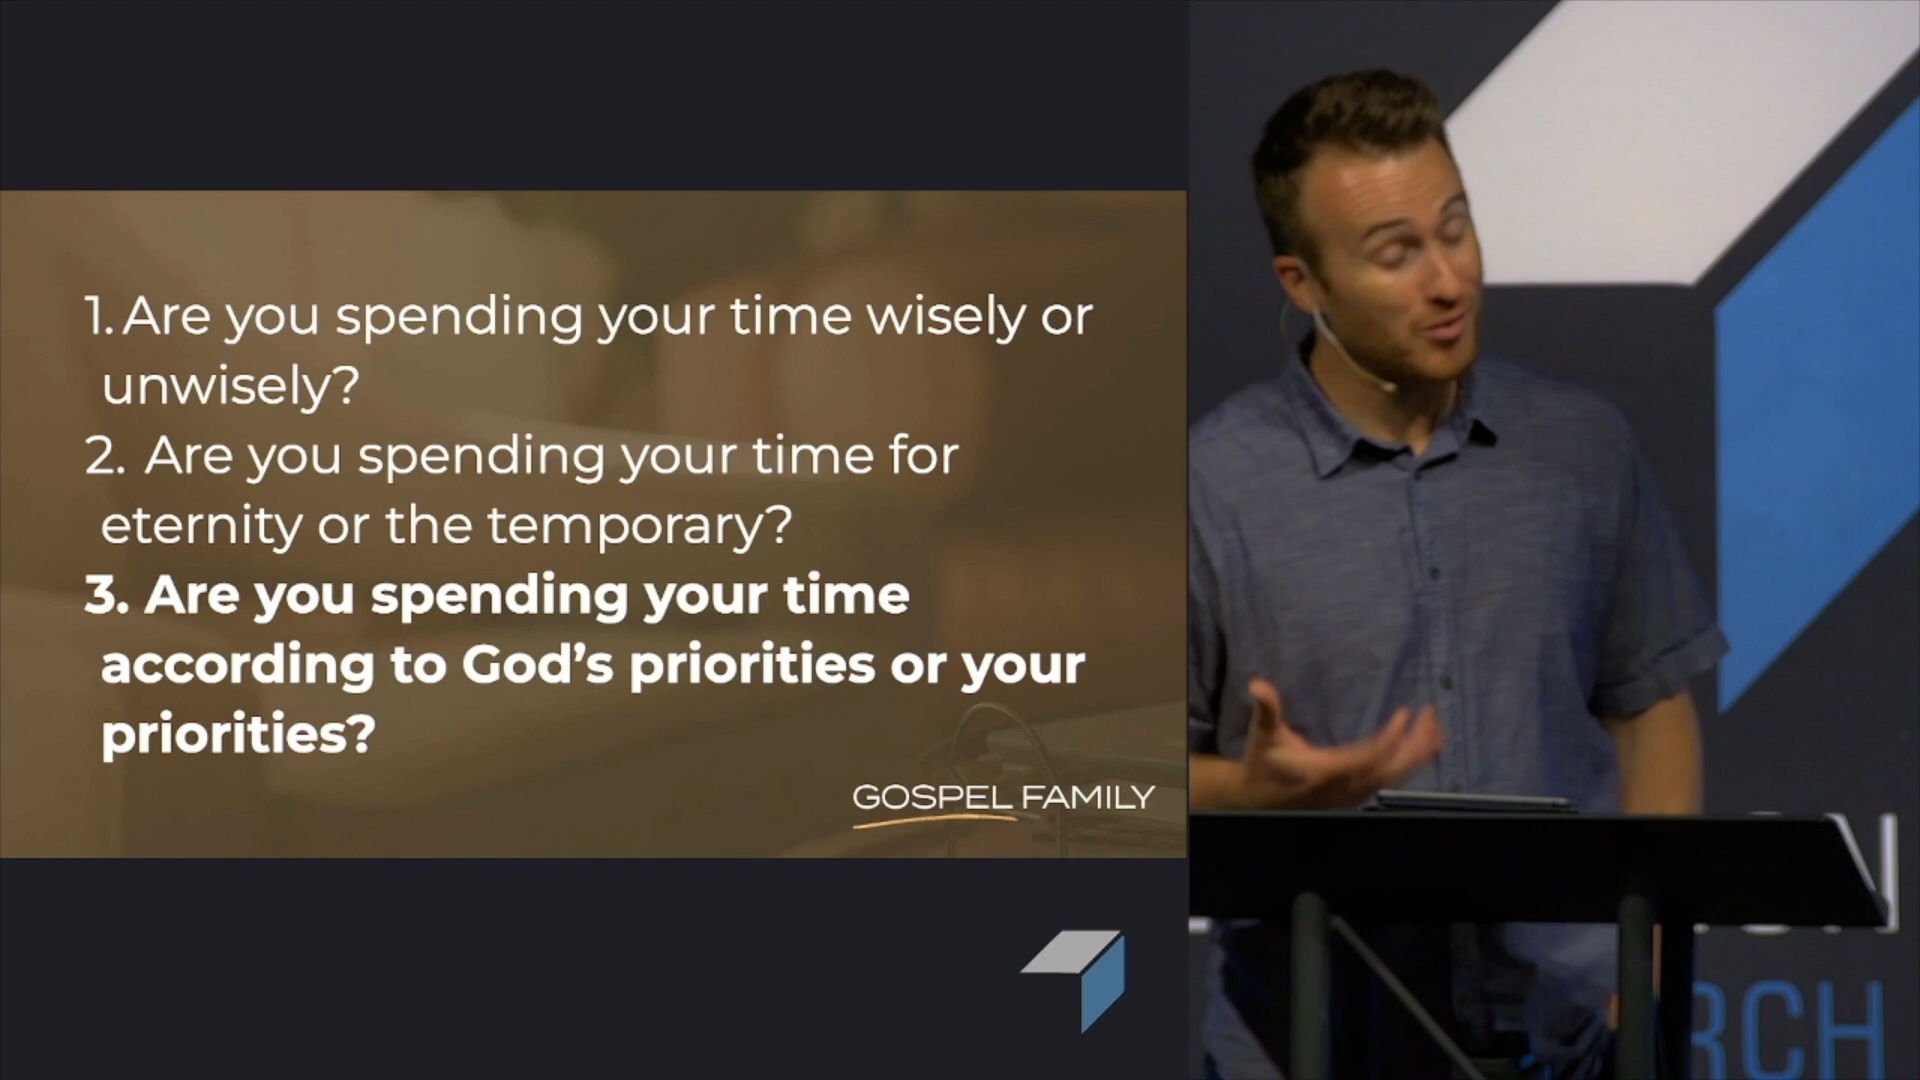 1. Are you spending your time wisely or
unwisely?
2. Are you spending your time for
eternity or the temporary?
3. Are you spending your time
according to God’s priorities or your
priorities?
GOSPEL FAMILY